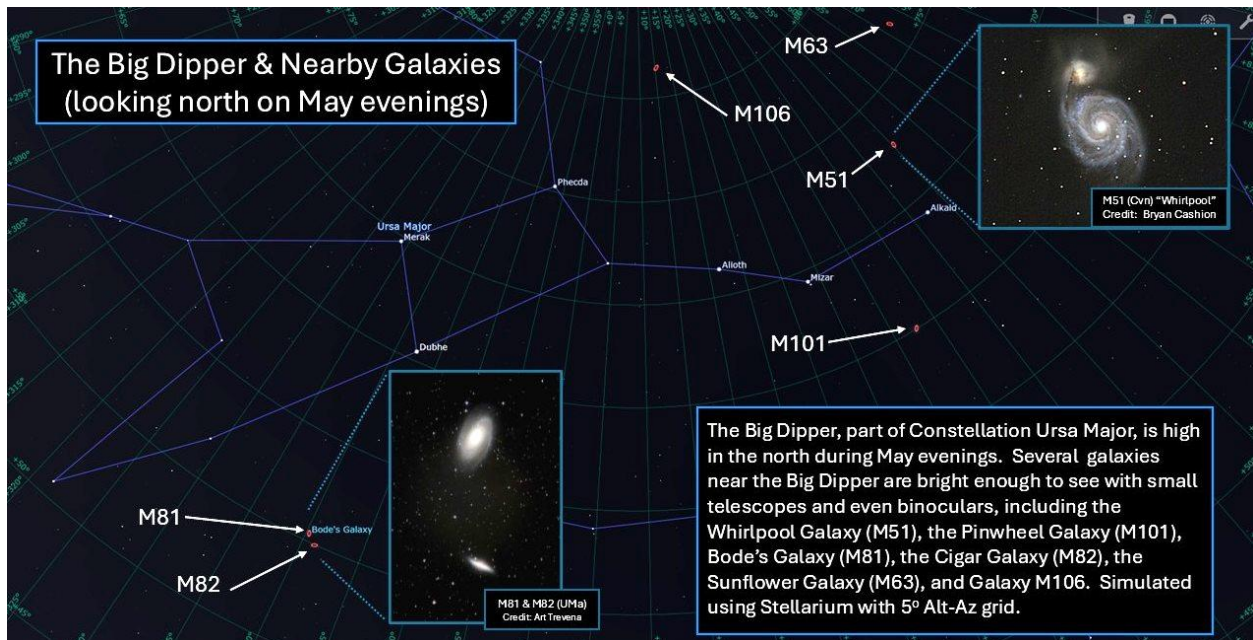 The Big Dipper & Nearby Galaxies
(looking north on May evenings)
M63
M106
M51
M51 (Cvn) “Whirlpool”
Credit: Bryan Cashion
Phecda
Alkaid
Ursa Major
Merak
Alioth
Mizar
M101
Dubhe
M81
Bode's Galaxy
M82
M81 & M82 (UMa)
Credit: Art Trevena
The Big Dipper, part of Constellation Ursa Major, is high
in the north during May evenings. Several galaxies
near the Big Dipper are bright enough to see with small
telescopes and even binoculars, including the
Whirlpool Galaxy (M51), the Pinwheel Galaxy (M101),
Bode’s Galaxy (M81), the Cigar Galaxy (M82), the
Sunflower Galaxy (M63), and Galaxy M106. Simulated
using Stellarium with 5º Alt-Az grid.